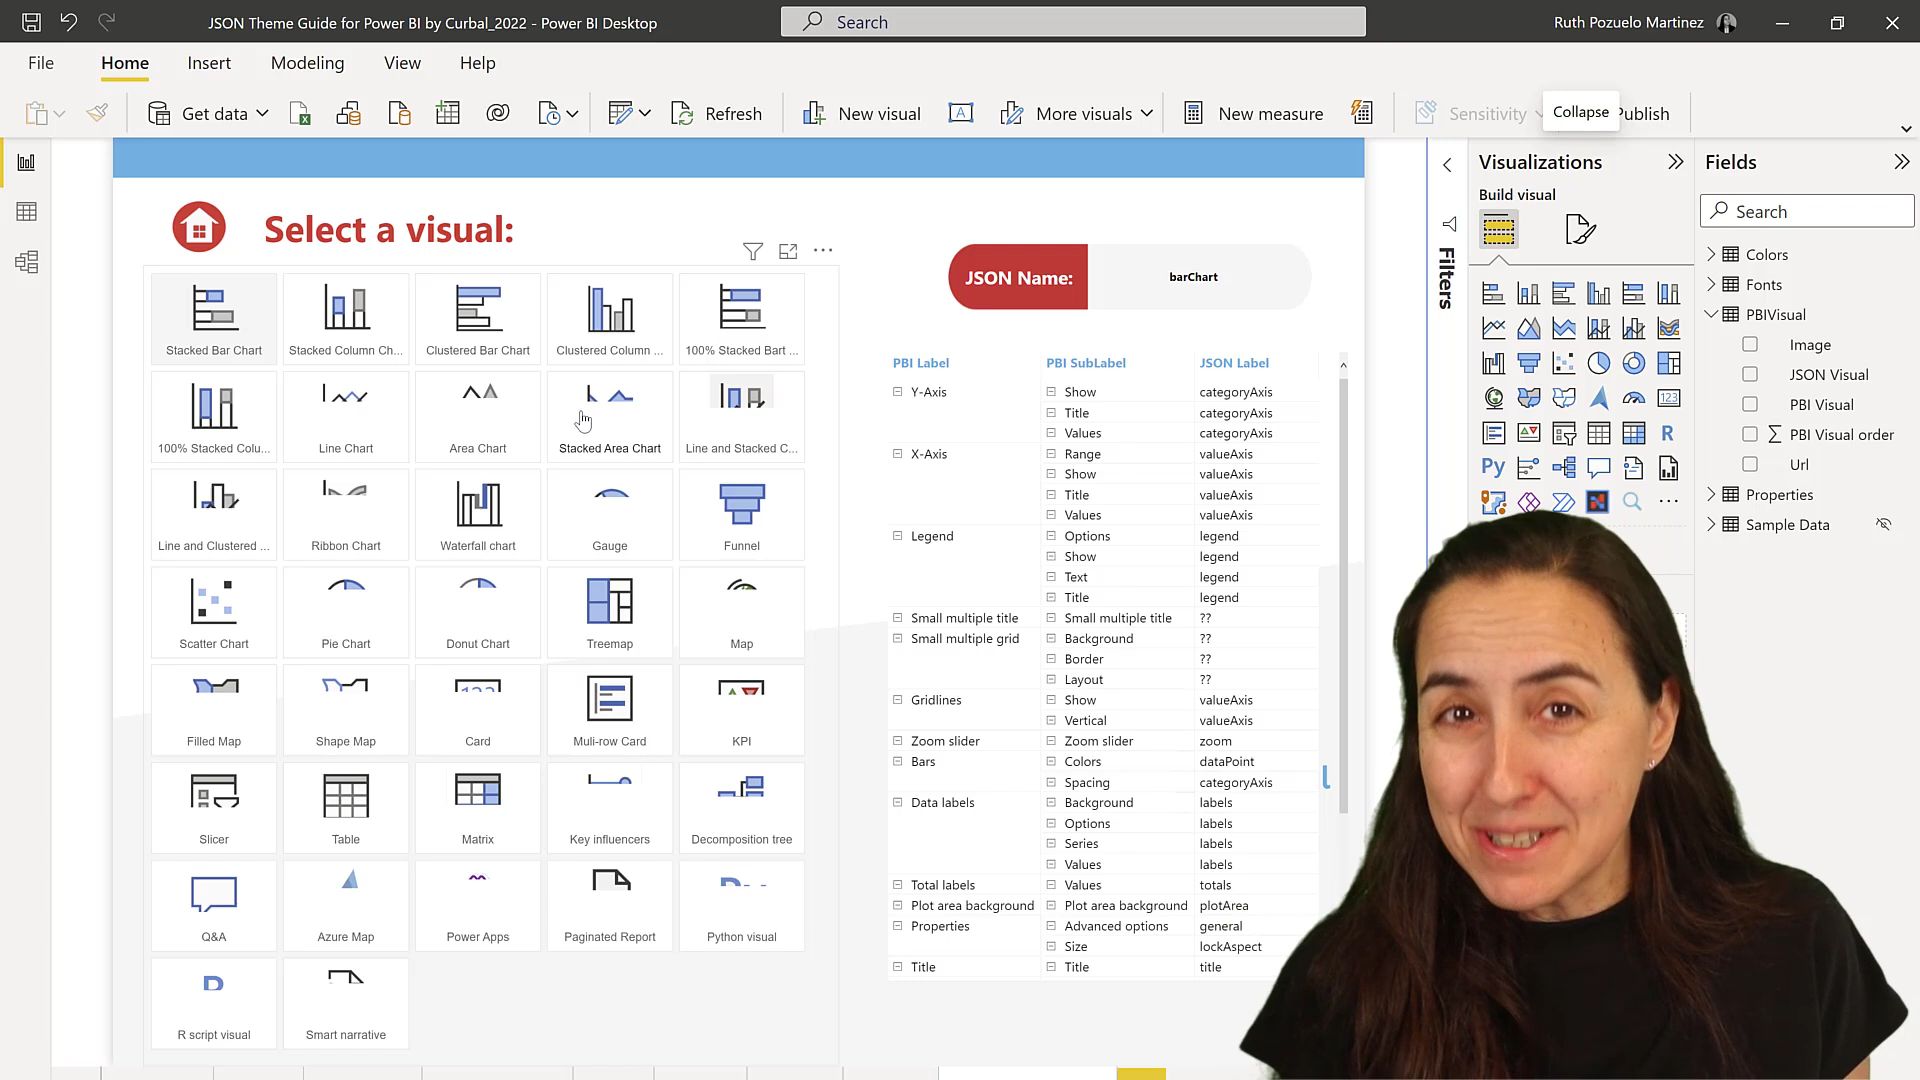 JSON Theme Guide for Power BI by Curbal_2022 - Power BI Desktop
Search
Ruth Pozuelo Martinez
File Home Insert Modeling View Help
Get data
Refresh
New visual
More visuals
New measure
Sensitivity
Collapse
Publish
Select a visual:
Stacked Bar Chart
Stacked Column Ch...
Clustered Bar Chart
Clustered Column ...
100% Stacked Bart ...
100% Stacked Colu...
Line Chart
Area Chart
Stacked Area Chart
Line and Stacked C...
Line and Clustered ...
Ribbon Chart
Waterfall chart
Gauge
Funnel
Scatter Chart
Pie Chart
Donut Chart
Treemap
Map
Filled Map
Shape Map
Card
Muli-row Card
KPI
Slicer
Table
Matrix
Key influencers
Decomposition tree
Q&A
Azure Map
Power Apps
Paginated Report
Python visual
R script visual
Smart narrative
JSON Name:
barChart
PBI Label PBI SubLabel JSON Label
Y-Axis Show categoryAxis
Title categoryAxis
Values categoryAxis
X-Axis Range valueAxis
Show valueAxis
Title valueAxis
Values valueAxis
Legend Options legend
Show legend
Text legend
Title legend
Small multiple title Small multiple title ??
Small multiple grid Background ??
Border ??
Layout ??
Gridlines Show valueAxis
Vertical valueAxis
Zoom slider Zoom slider zoom
Bars Colors dataPoint
Spacing categoryAxis
Data labels Background labels
Options labels
Series labels
Values labels
Total labels Values totals
Plot area background Plot area background plotArea
Properties Advanced options general
Size lockAspect
Title Title title
Filters
Visualizations
Build visual
123
R
Py
Fields
Search
Colors
Fonts
PBIVisual
Image
JSON Visual
PBI Visual
PBI Visual order
Url
Properties
Sample Data